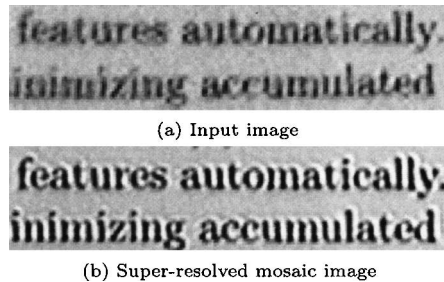 features automatically.
inimizing accumulated
(a) Input image
features automatically.
inimizing accumulated
(b) Super-resolved mosaic image